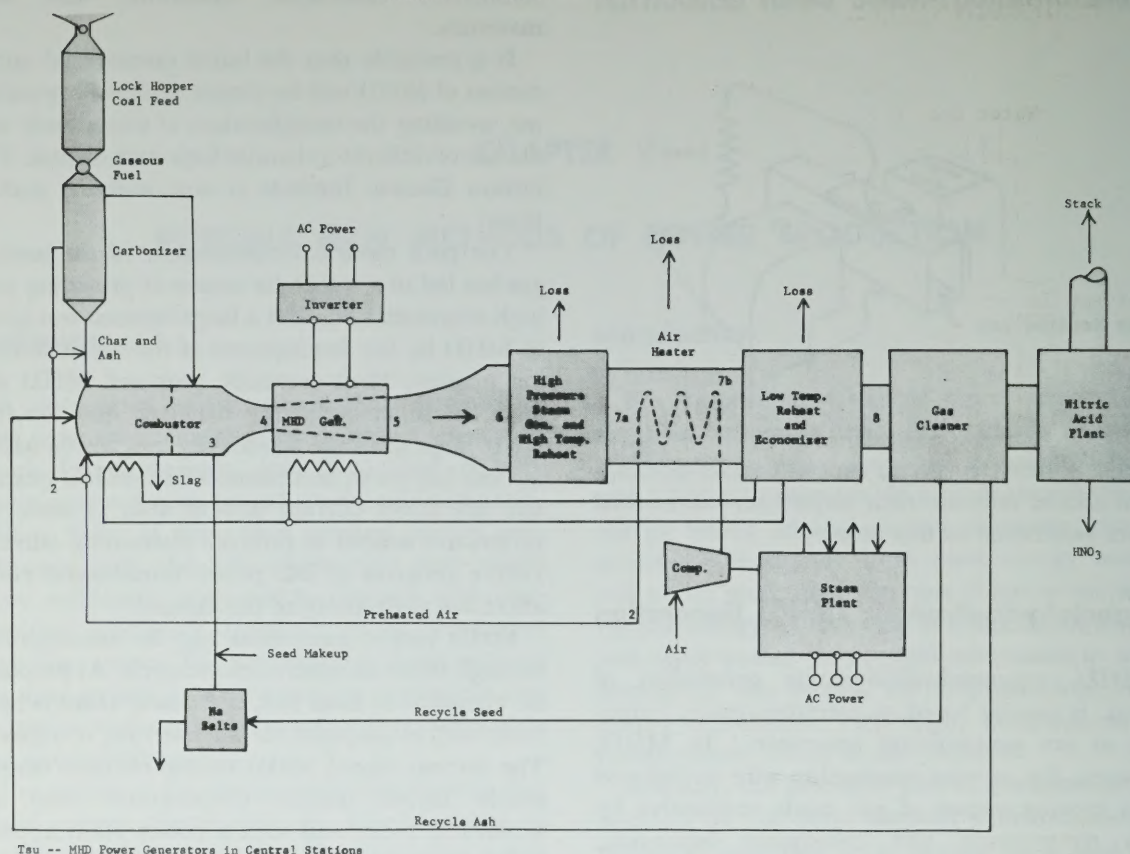 Lock Hopper
Coal Feed
Gaseous
Fuel
Carbonizer
Char and
Ash
AC Power
Inverter
Combustor
3
4
MHD Gen.
5
Slag
2
Loss
6
High
Pressure
Steam
Gen. and
High Temp.
Reheat
7a
Loss
Air
Heater
7b
Loss
Low Temp.
Reheat
and
Economizer
8
Gas
Cleaner
Stack
Nitric
Acid
Plant
HNO3
Comp.
Air
Steam
Plant
AC Power
Preheated Air
2
Seed Makeup
Na
Salts
Recycle Seed
Recycle Ash
Tsu -- MHD Power Generators in Central Stations